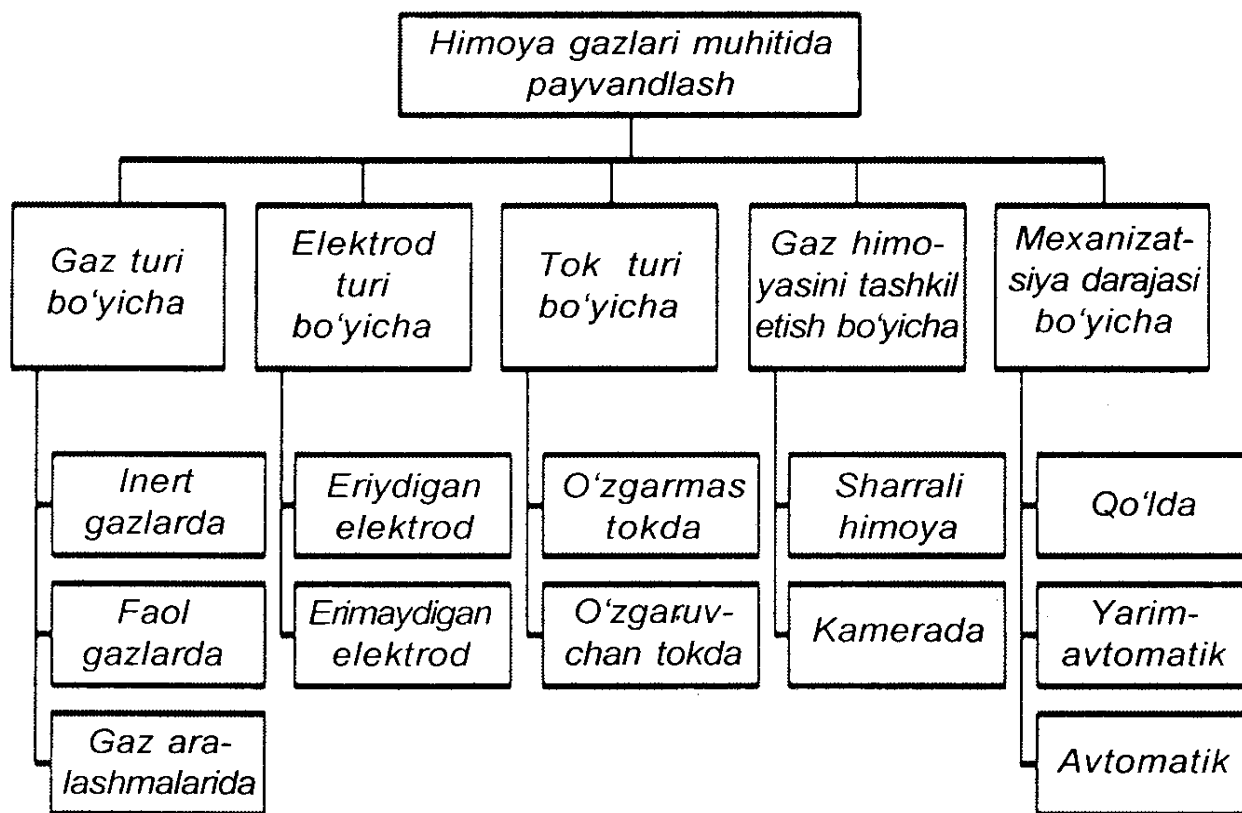 Himoya gazlari muhitida
payvandlash
Gaz turi
bo‘yicha
Elektrod
turi
bo‘yicha
Tok turi
bo‘yicha
Gaz himo-
yasini tashkil
etish bo‘yicha
Mexanizat-
siya darajasi
bo‘yicha
Inert
gazlarda
Faol
gazlarda
Gaz ara-
lashmalarida
Eriydigan
elektrod
Erimaydigan
elektrod
O‘zgarmas
tokda
O‘zgaruv-
chan tokda
Sharrali
himoya
Kamerada
Qo‘lda
Yarim-
avtomatik
Avtomatik